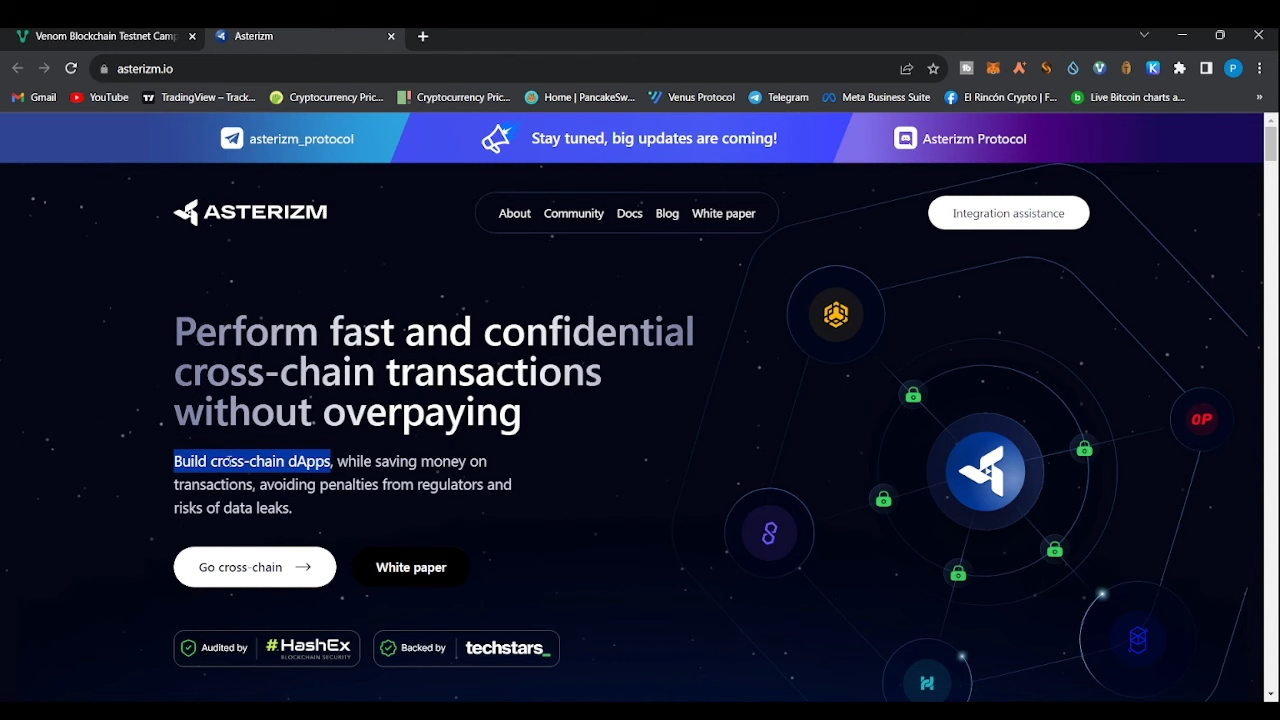 Venom Blockchain Testnet Camp
Asterizm
asterizm.io
P
Gmail
YouTube
TradingView – Track...
Cryptocurrency Pric...
Cryptocurrency Pric...
Home | PancakeSw...
Venus Protocol
Telegram
Meta Business Suite
El Rincón Crypto | F...
Live Bitcoin charts a...
»
asterizm_protocol
Stay tuned, big updates are coming!
Asterizm Protocol
ASTERIZM
About
Community
Docs
Blog
White paper
Integration assistance
Perform fast and confidential
cross-chain transactions
without overpaying
Build cross-chain dApps, while saving money on
transactions, avoiding penalties from regulators and
risks of data leaks.
Go cross-chain
White paper
Audited by
#HashEx
BLOCKCHAIN SECURITY
Backed by
techstars_
OP